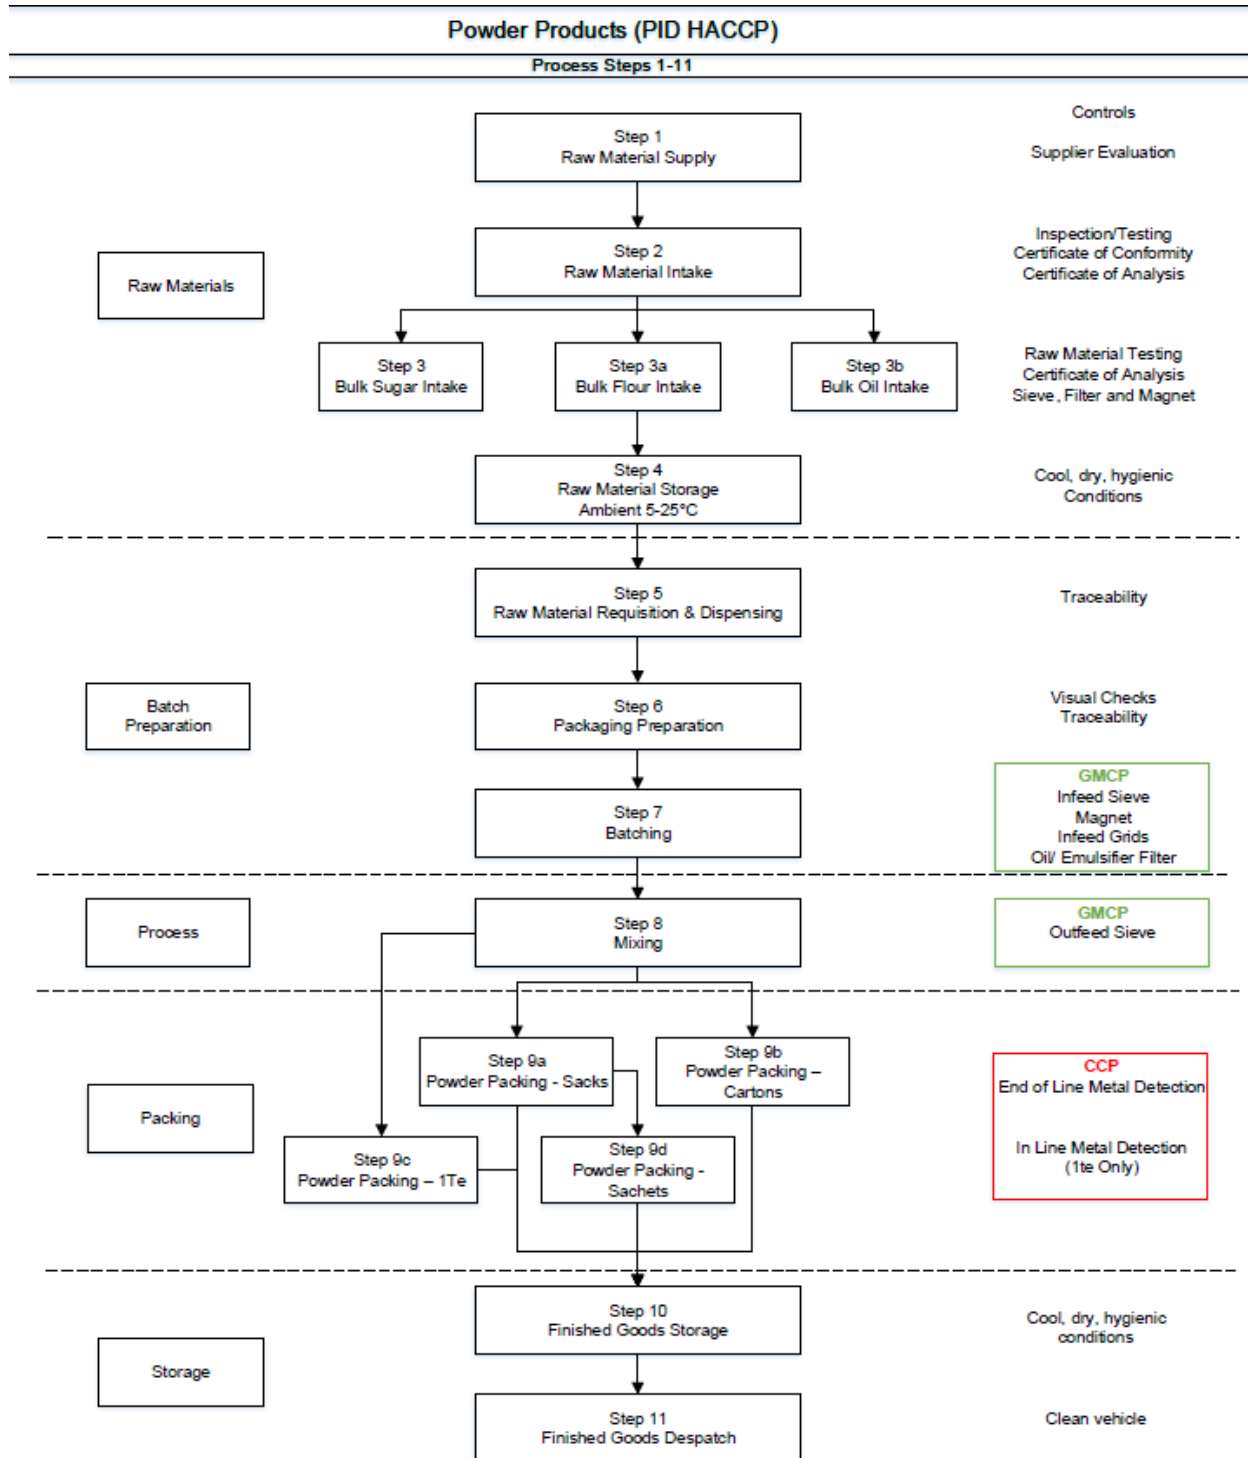 Powder Products (PID HACCP)
Process Steps 1-11
Controls
Step 1
Raw Material Supply
Supplier Evaluation
Raw Materials
Step 2
Raw Material Intake
Inspection/Testing
Certificate of Conformity
Certificate of Analysis
Step 3
Bulk Sugar Intake
Step 3a
Bulk Flour Intake
Step 3b
Bulk Oil Intake
Raw Material Testing
Certificate of Analysis
Sieve, Filter and Magnet
Step 4
Raw Material Storage
Ambient 5-25°C
Cool, dry, hygienic
Conditions
Step 5
Raw Material Requisition & Dispensing
Traceability
Batch
Preparation
Step 6
Packaging Preparation
Visual Checks
Traceability
Step 7
Batching
GMCP
Infeed Sieve
Magnet
Infeed Grids
Oil/ Emulsifier Filter
Process
Step 8
Mixing
GMCP
Outfeed Sieve
Packing
Step 9a
Powder Packing - Sacks
Step 9b
Powder Packing –
Cartons
Step 9c
Powder Packing – 1Te
Step 9d
Powder Packing -
Sachets
CCP
End of Line Metal Detection
In Line Metal Detection
(1te Only)
Storage
Step 10
Finished Goods Storage
Cool, dry, hygienic
conditions
Step 11
Finished Goods Despatch
Clean vehicle